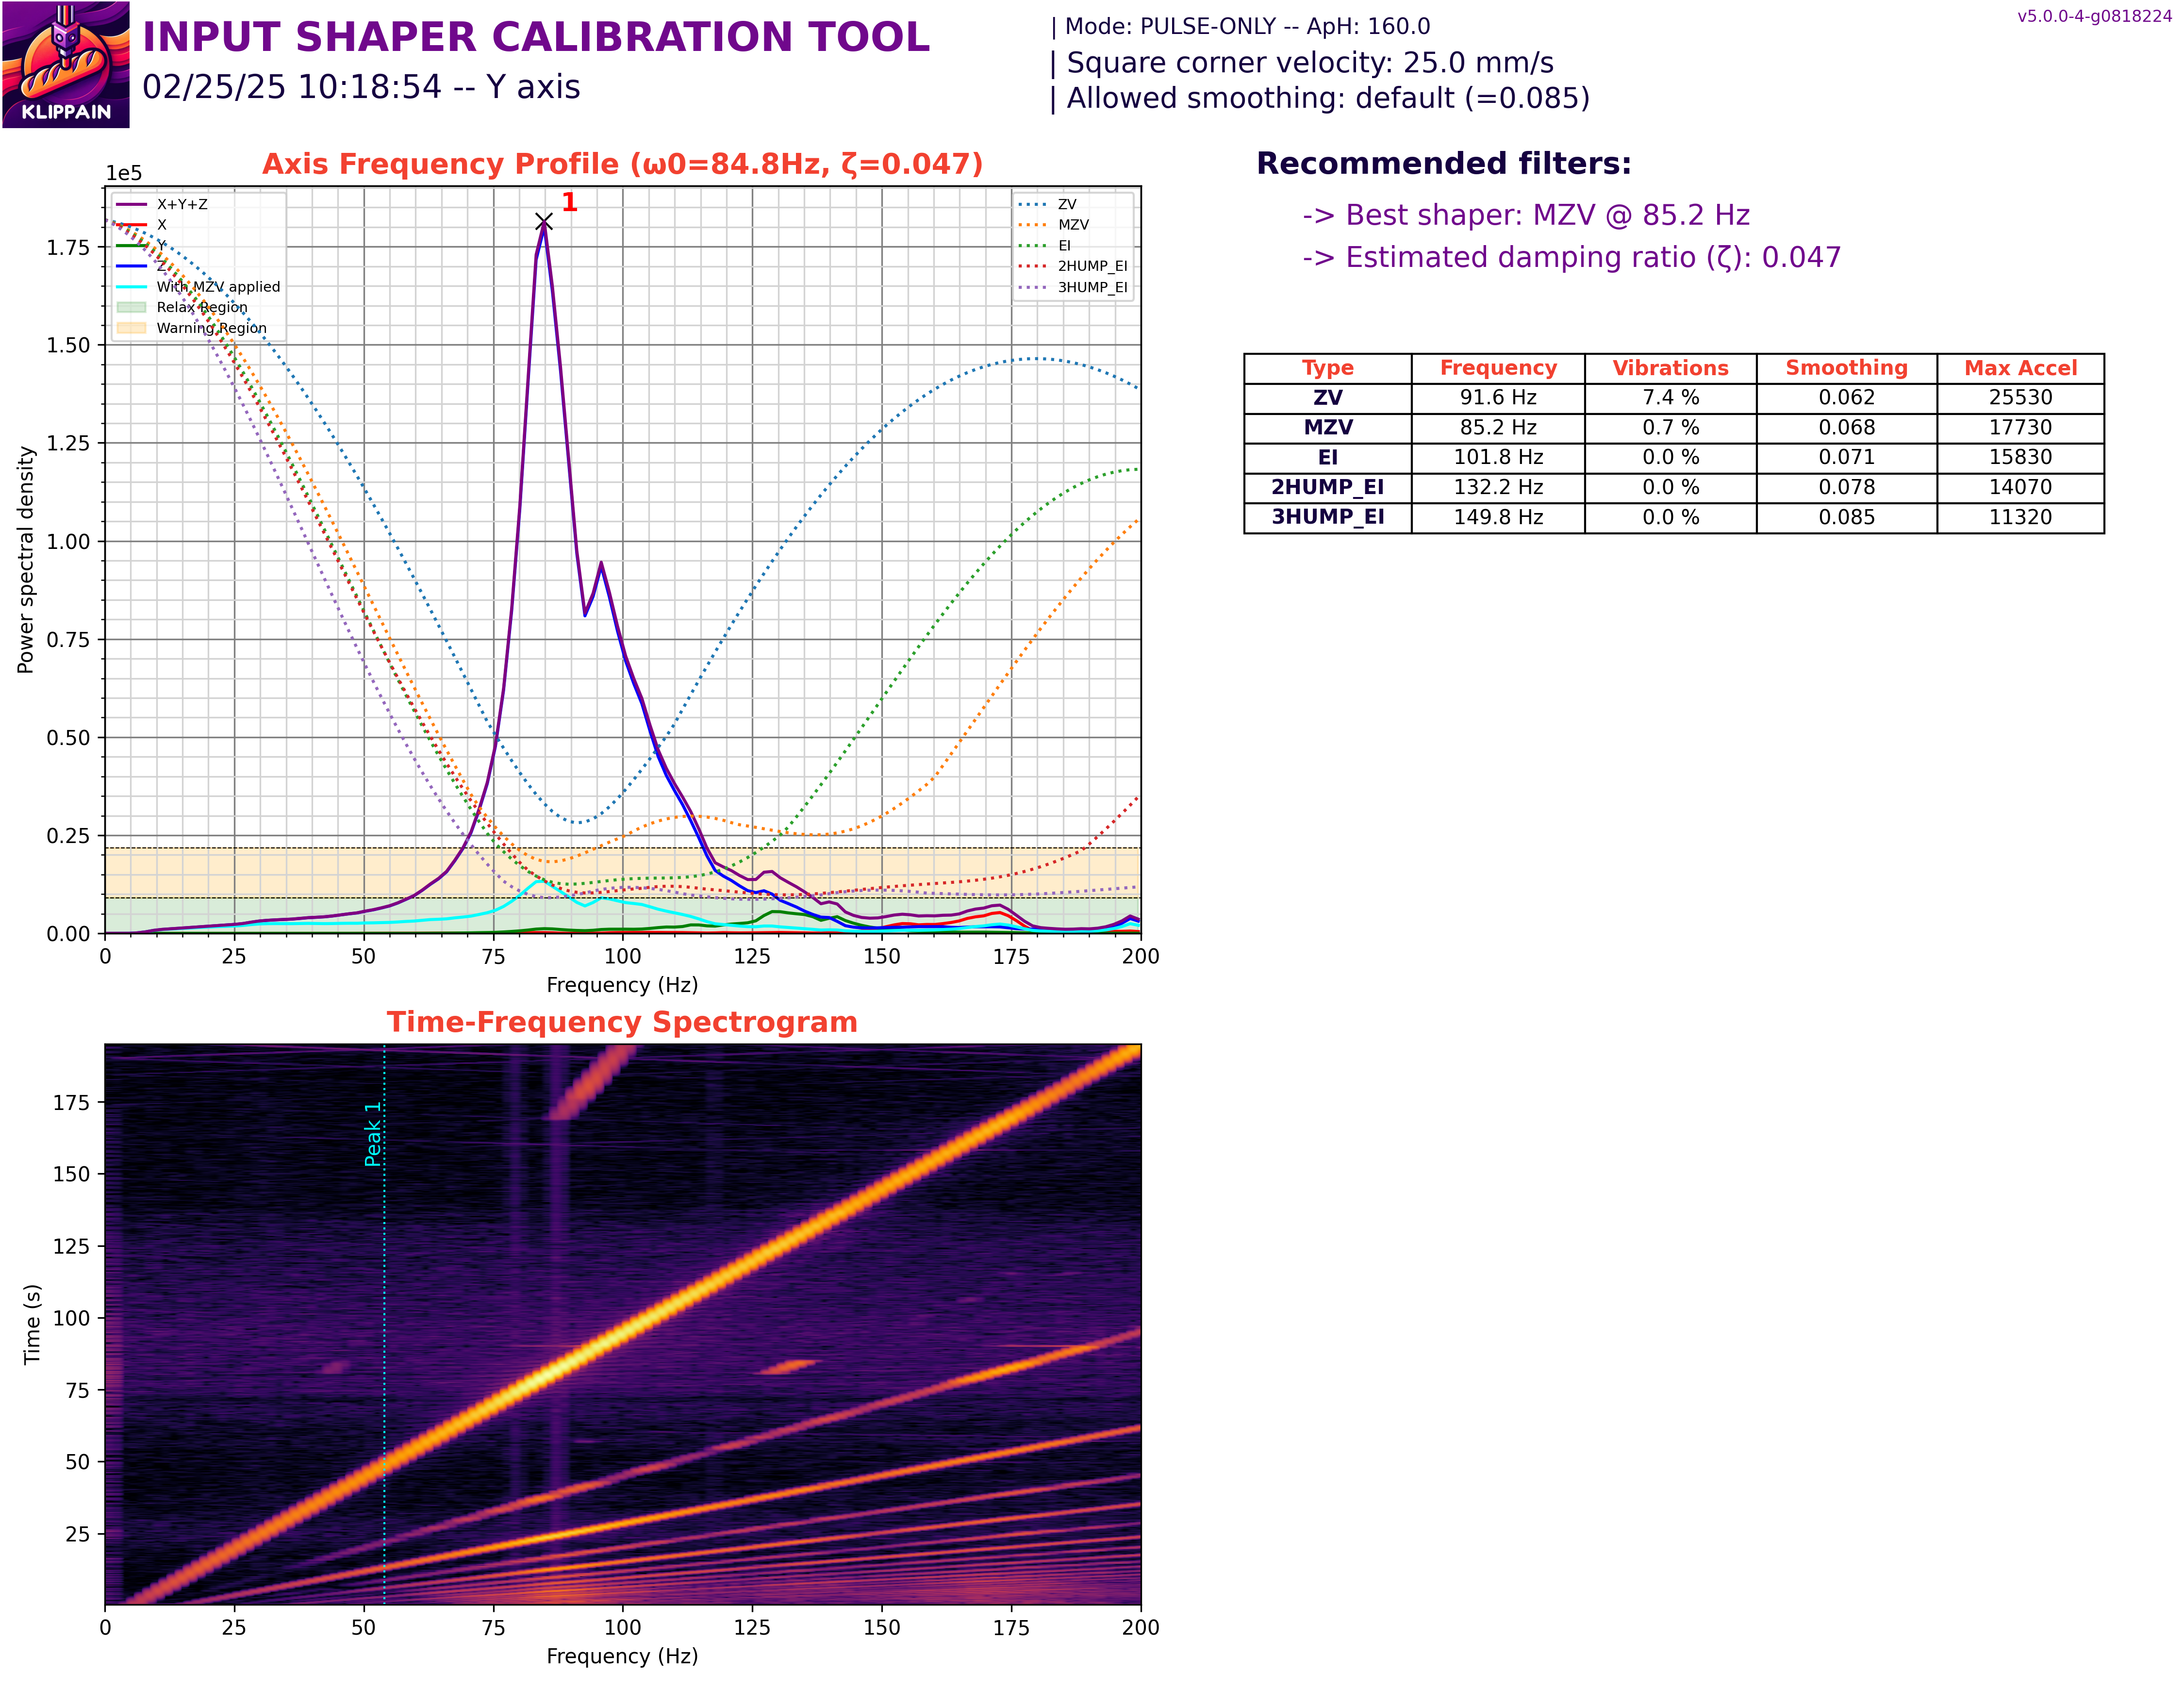 KLIPPAIN
INPUT SHAPER CALIBRATION TOOL
02/25/25 10:18:54 -- Y axis
| Mode: PULSE-ONLY -- ApH: 160.0
| Square corner velocity: 25.0 mm/s
| Allowed smoothing: default (=0.085)
v5.0.0-4-g0818224
Axis Frequency Profile (ω0=84.8Hz, ζ=0.047)
1e5
1
X+Y+Z
X
Y
Z
With MZV applied
Relax Region
Warning Region
ZV
MZV
EI
2HUMP_EI
3HUMP_EI
Power spectral density
1.75
1.50
1.25
1.00
0.75
0.50
0.25
0.00
0 25 50 75 100 125 150 175 200
Frequency (Hz)
Recommended filters:
-> Best shaper: MZV @ 85.2 Hz
-> Estimated damping ratio (ζ): 0.047
Type Frequency Vibrations Smoothing Max Accel
ZV 91.6 Hz 7.4 % 0.062 25530
MZV 85.2 Hz 0.7 % 0.068 17730
EI 101.8 Hz 0.0 % 0.071 15830
2HUMP_EI 132.2 Hz 0.0 % 0.078 14070
3HUMP_EI 149.8 Hz 0.0 % 0.085 11320
Time-Frequency Spectrogram
Peak 1
Time (s)
175
150
125
100
75
50
25
0 25 50 75 100 125 150 175 200
Frequency (Hz)